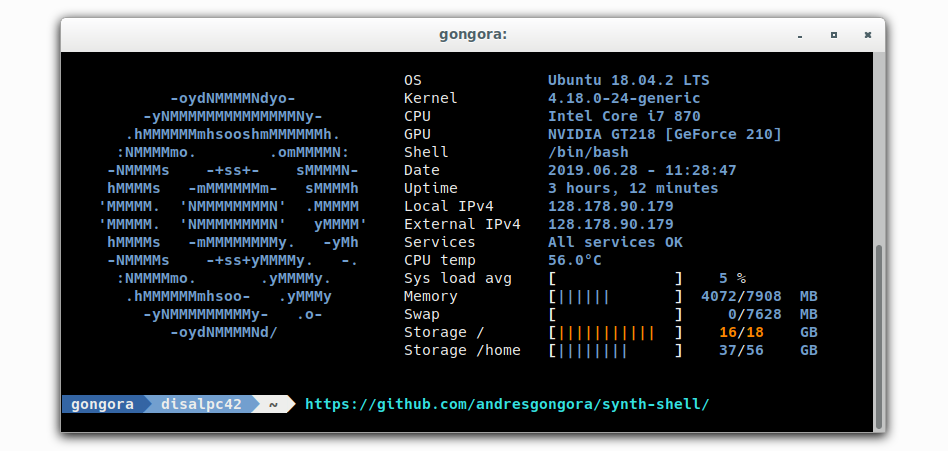 gongora:
OS Ubuntu 18.04.2 LTS
-oydNMMMMNdyo- Kernel 4.18.0-24-generic
-yNMMMMMMMMMMMMMMNy- CPU Intel Core i7 870
.hMMMMMMmhsooshmMMMMMMh. GPU NVIDIA GT218 [GeForce 210]
:NMMMMmo. .omMMMMN: Shell /bin/bash
-NMMMMs -+ss+- sMMMMN- Date 2019.06.28 - 11:28:47
hMMMMs -mMMMMMMm- sMMMMh Uptime 3 hours, 12 minutes
'MMMMM. 'NMMMMMMMMN' .MMMMM Local IPv4 128.178.90.179
'MMMMM. 'NMMMMMMMMN' yMMMM' External IPv4 128.178.90.179
hMMMMs -mMMMMMMMMy. -yMh Services All services OK
-NMMMMs -+ss+yMMMMy. -. CPU temp 56.0°C
:NMMMMmo. .yMMMMy. Sys load avg [ ] 5 %
.hMMMMMMmhsoo- .yMMMy Memory [|||||| ] 4072/7908 MB
-yNMMMMMMMMMy- .o- Swap [ ] 0/7628 MB
-oydNMMMMNd/ Storage / [||||||||||| ] 16/18 GB
Storage /home [|||||||| ] 37/56 GB
gongora disalpc42 ~ https://github.com/andresgongora/synth-shell/